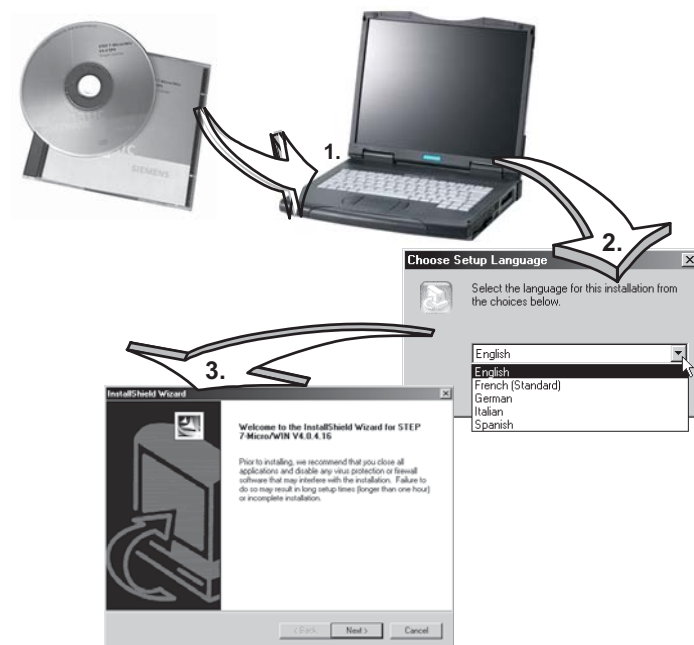 STEP 7-Micro/WIN
SIEMENS
1.
2.
Choose Setup Language
Select the language for this installation from
the choices below.
English
English
French (Standard)
German
Italian
Spanish
3.
InstallShield Wizard
Welcome to the InstallShield Wizard for STEP
7-Micro/WIN V4.0.4.16
Prior to installing, we recommend that you close all
applications and disable any virus protection or firewall
software that may interfere with the installation. Failure to
do so may result in long setup times (longer than one hour)
or incomplete installation.
< Back
Next >
Cancel